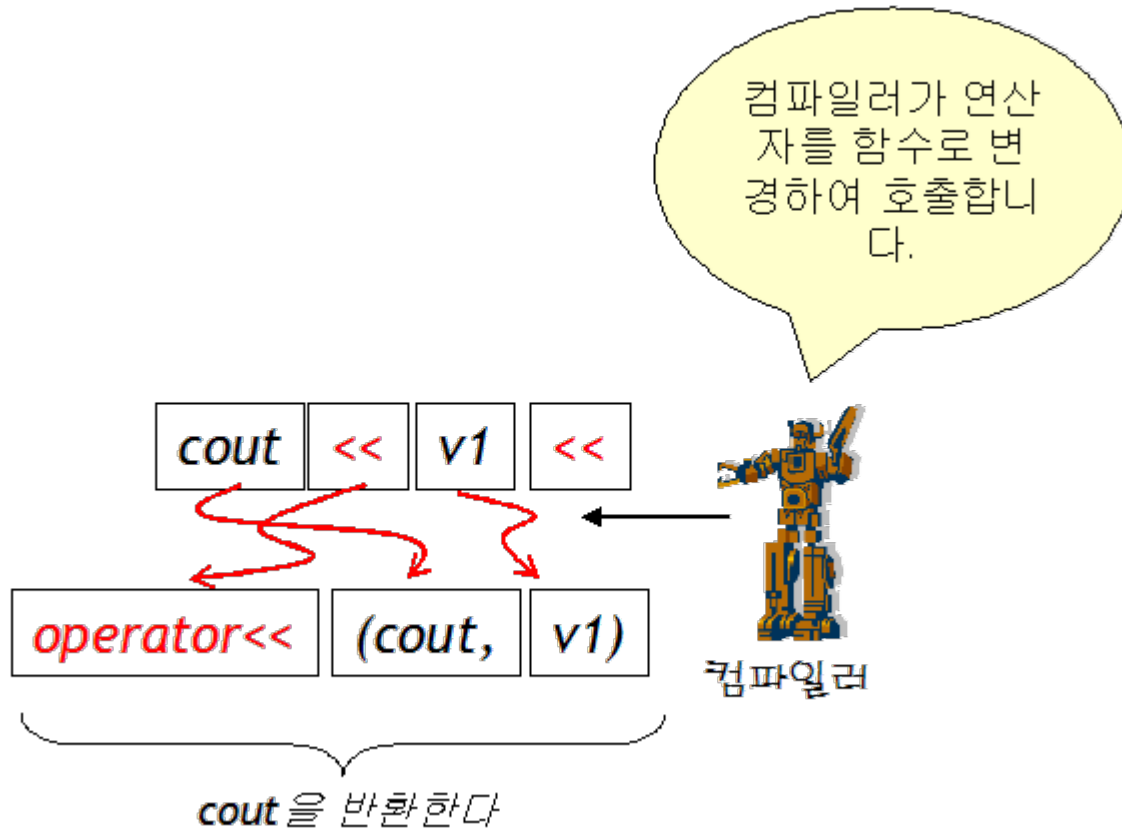 컴파일러가 연산
자를 함수로 변
경하여 호출합니
다.
cout << v1 <<
operator<< (cout, v1)
컴파일러
cout을 반환한다